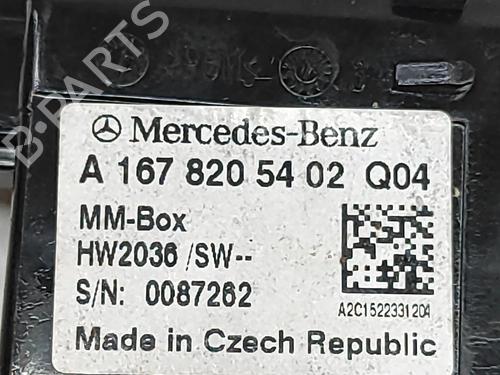 B-PARTS
Mercedes-Benz
A 167 820 54 02 Q04
MM-Box
HW2036 /SW--
S/N: 0087262
A2C1522331204
Made in Czech Republic